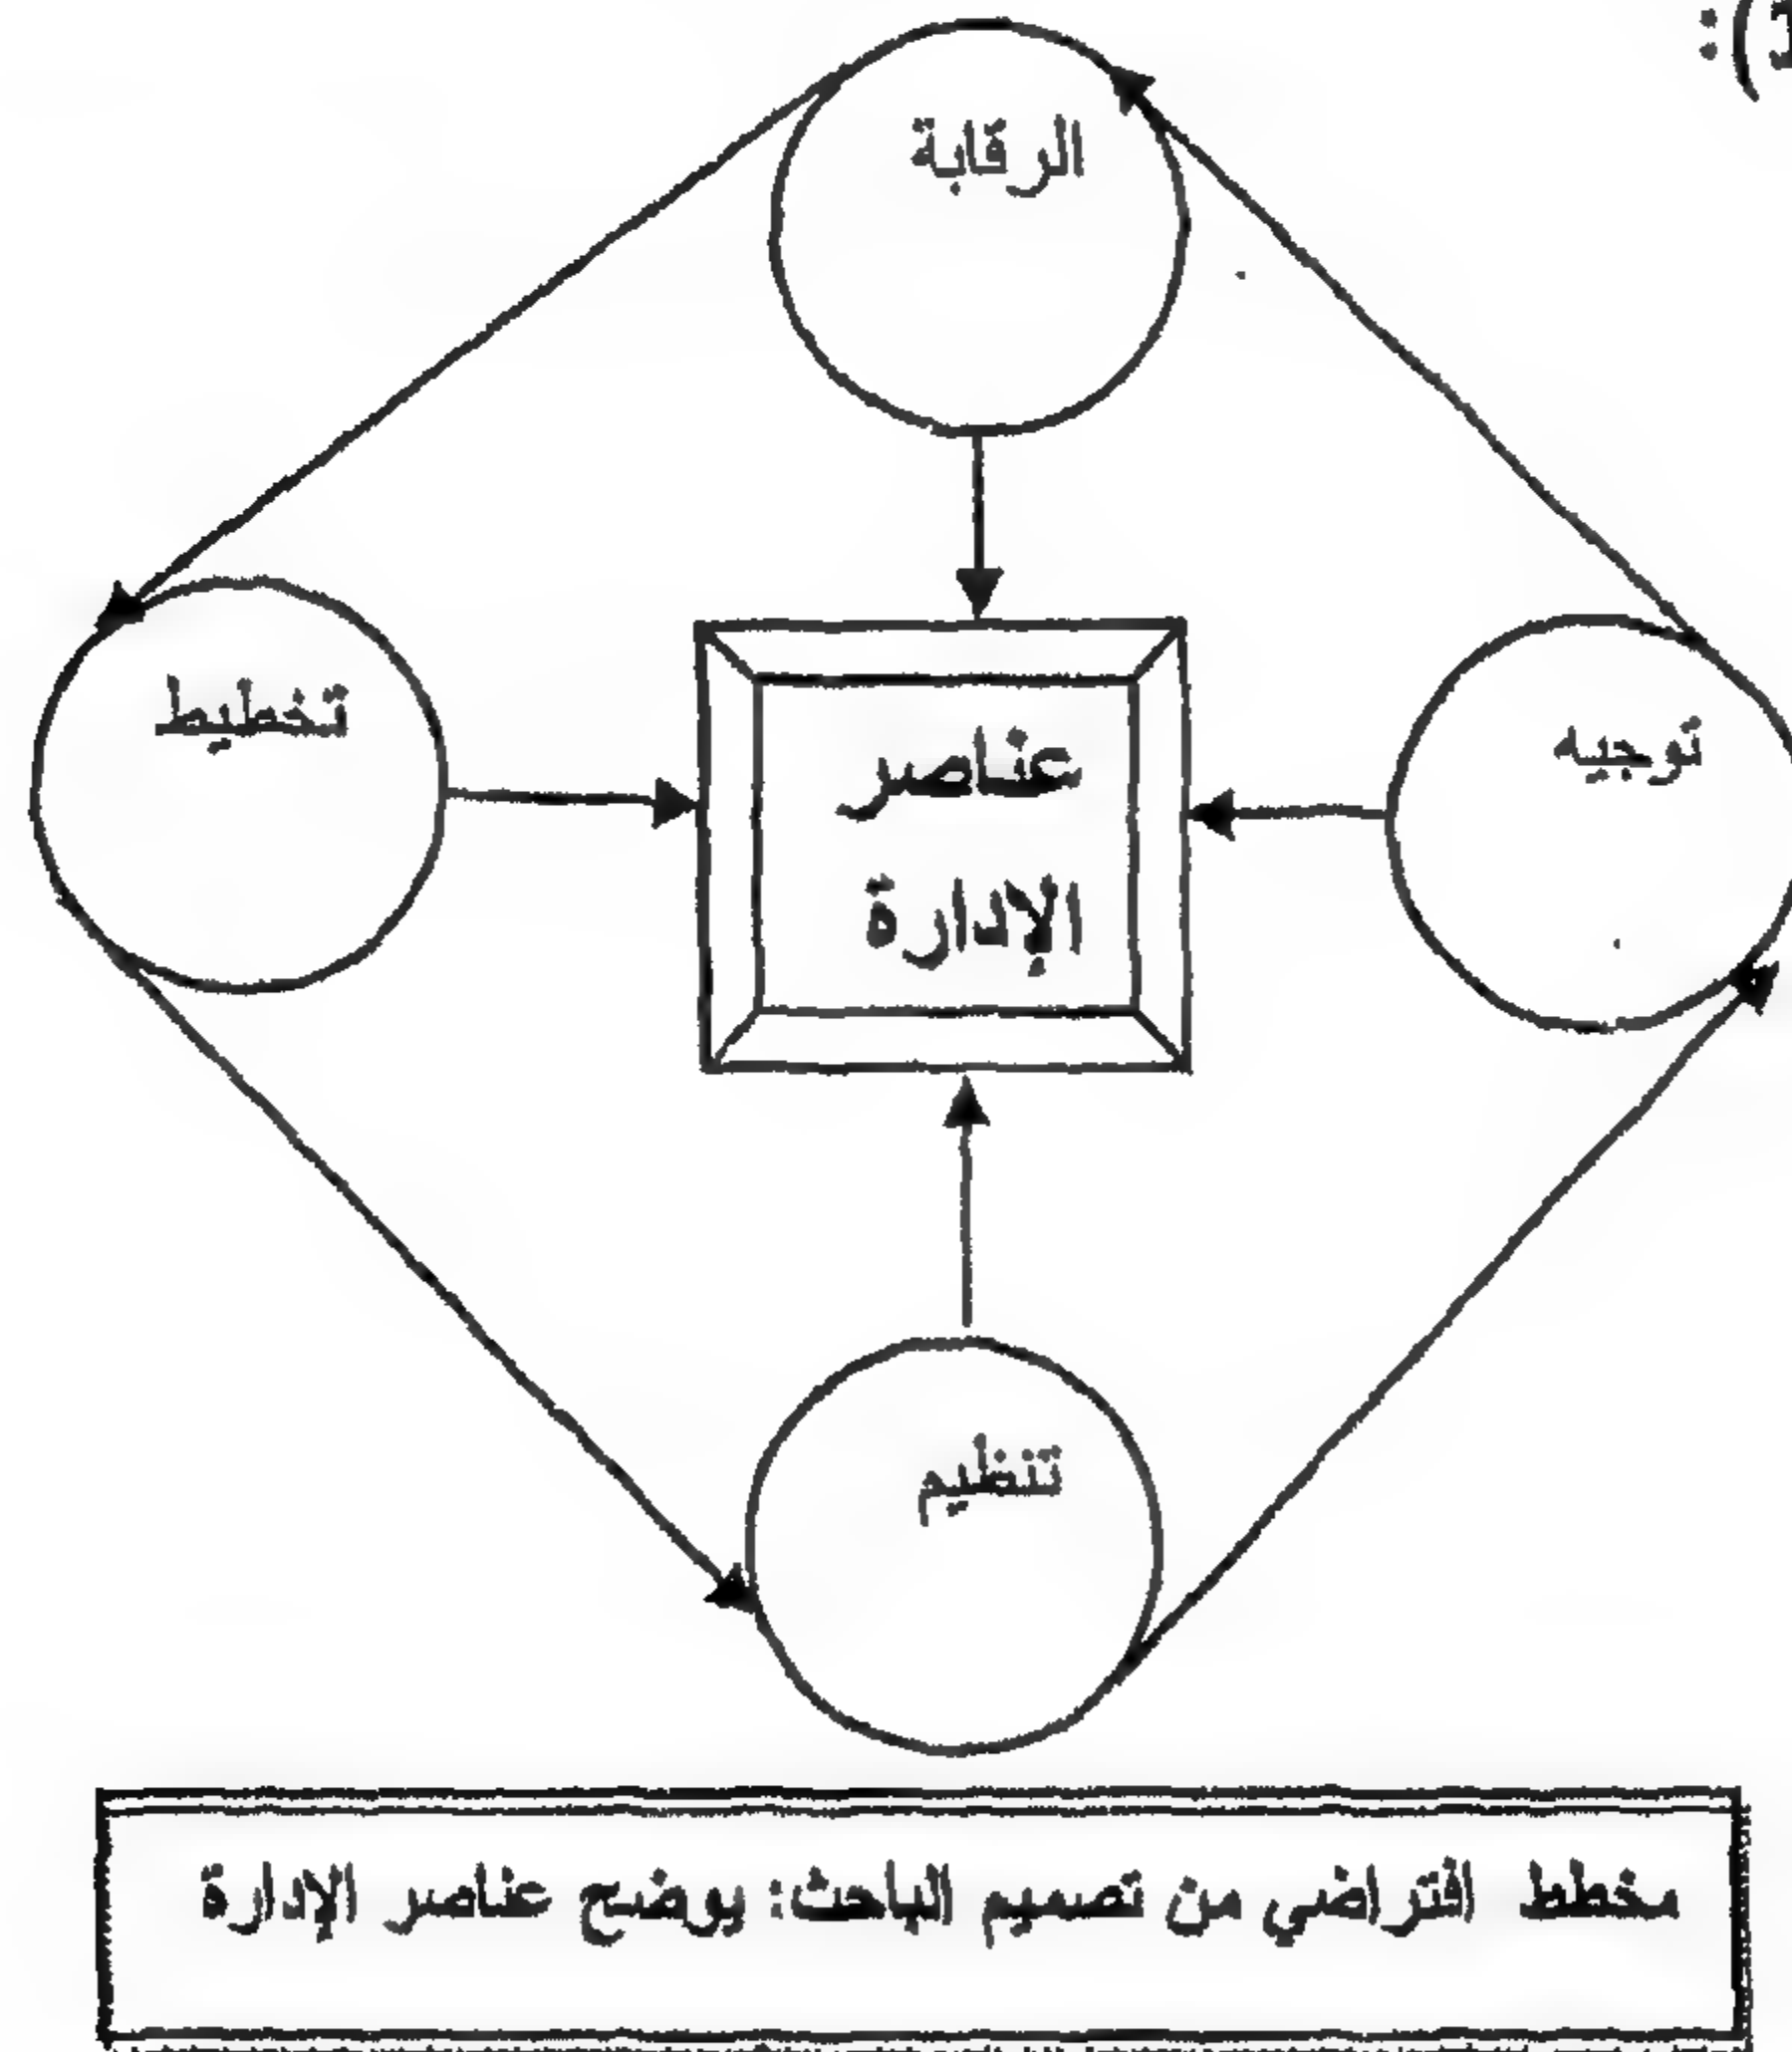 :(
الرقابة
تخطيط
عناصر
الإدارة
توجيه
تنظيم
مخطط افتراضي من تصميم الباحث: يوضح عناصر الإدارة